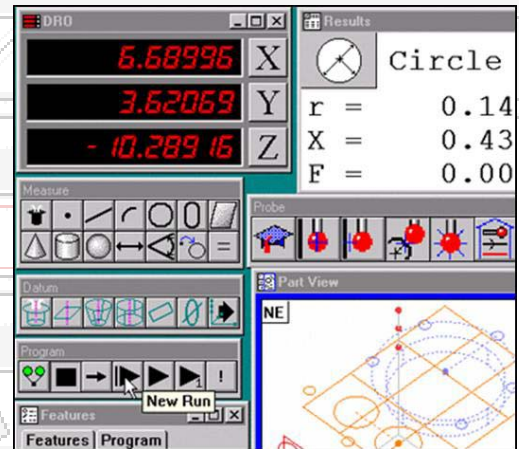 DRO
6.68996 X
3.62069 Y
- 10.28916 Z
Results
Circle
r = 0.14
X = 0.43
F = 0.00
Measure
Probe
Datum
Part View
NE
Program
1 !
New Run
Features
Features Program